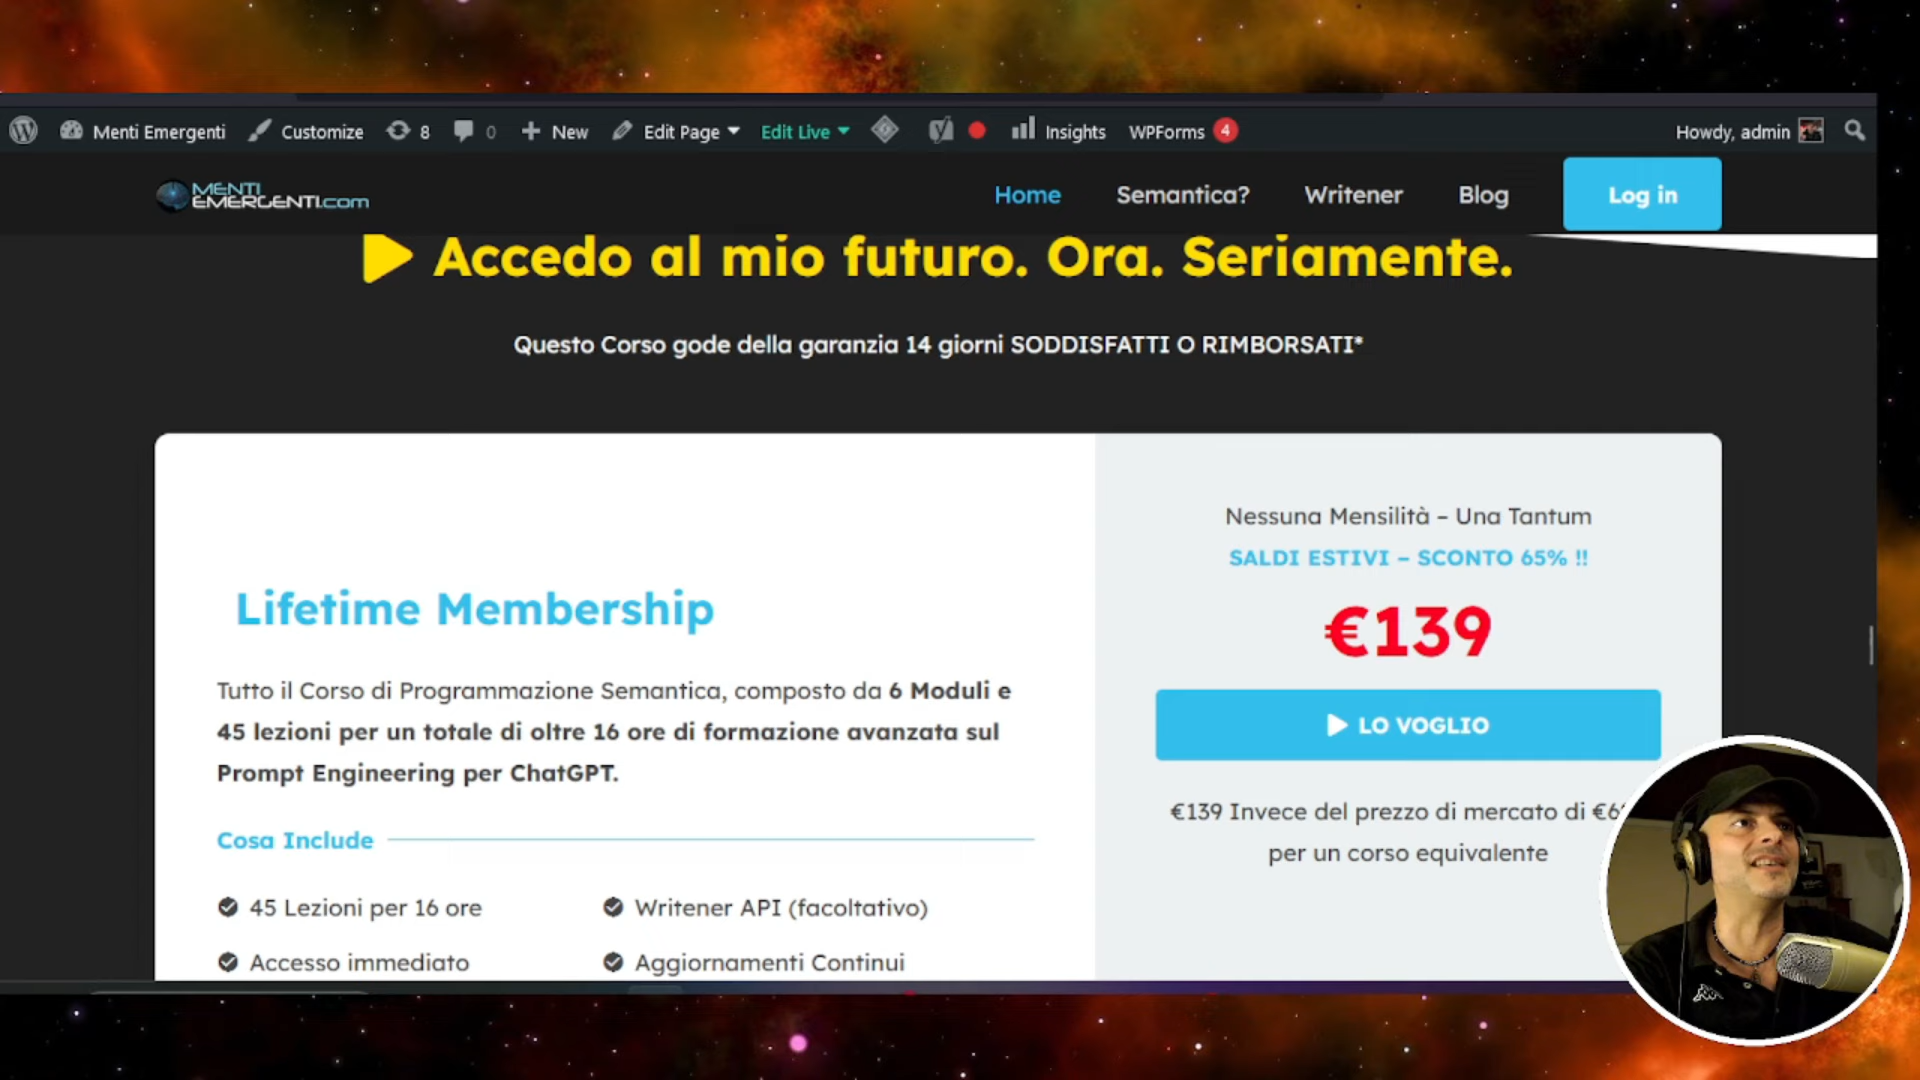 Menti Emergenti Customize 8 0 New Edit Page Edit Live Insights WPForms 4 Howdy, admin
MENTI
EMERGENTI.com
Home Semantica? Writener Blog Log in
Accedo al mio futuro. Ora. Seriamente.
Questo Corso gode della garanzia 14 giorni SODDISFATTI O RIMBORSATI*
Lifetime Membership
Tutto il Corso di Programmazione Semantica, composto da 6 Moduli e
45 lezioni per un totale di oltre 16 ore di formazione avanzata sul
Prompt Engineering per ChatGPT.
Cosa Include
45 Lezioni per 16 ore
Writener API (facoltativo)
Accesso immediato
Aggiornamenti Continui
Nessuna Mensilità – Una Tantum
SALDI ESTIVI – SCONTO 65% !!
€139
LO VOGLIO
€139 Invece del prezzo di mercato di
per un corso equivalente